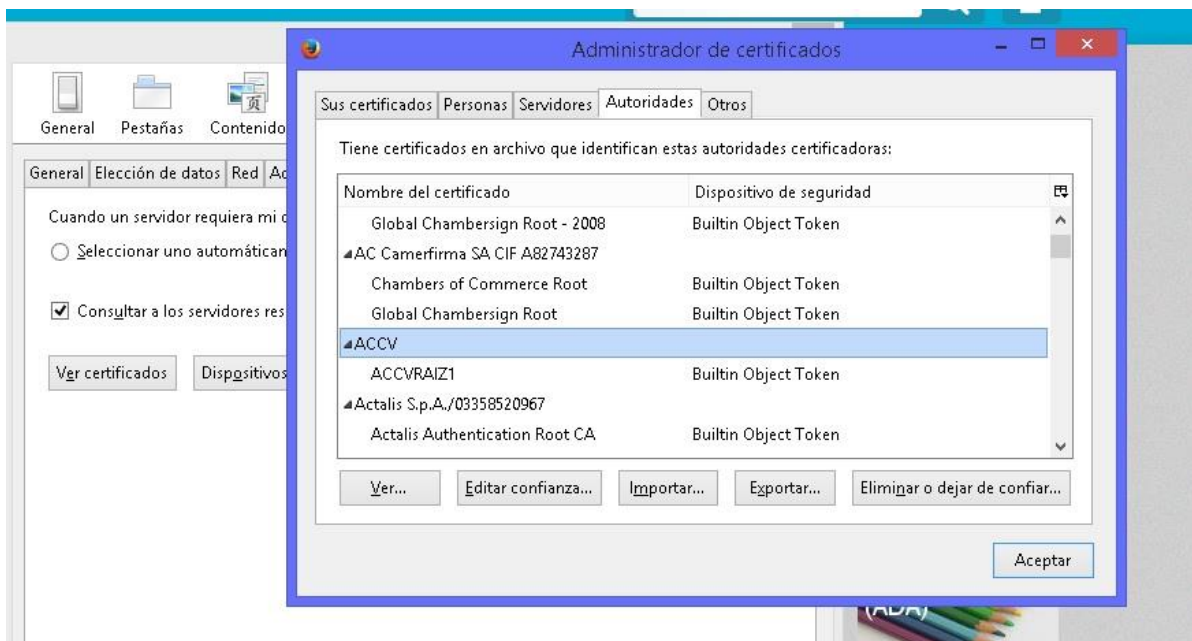 Administrador de certificados
General Pestañas Contenido
Sus certificados Personas Servidores Autoridades Otros
Tiene certificados en archivo que identifican estas autoridades certificadoras:
General Elección de datos Red
Nombre del certificado Dispositivo de seguridad
Cuando un servidor requiera mi
Global Chambersign Root - 2008 Builtin Object Token
Seleccionar uno
AC Camerfirma SA CIF A82743287
Chambers of Commerce Root Builtin Object Token
Consultar a los servidores
Global Chambersign Root Builtin Object Token
ACCV
Ver certificados Dispositivos
ACCVRAIZ1 Builtin Object Token
Actalis S.p.A./03358520967
Actalis Authentication Root CA Builtin Object Token
Ver... Editar confianza... Importar... Exportar... Eliminar o dejar de confiar...
Aceptar
(ADA)